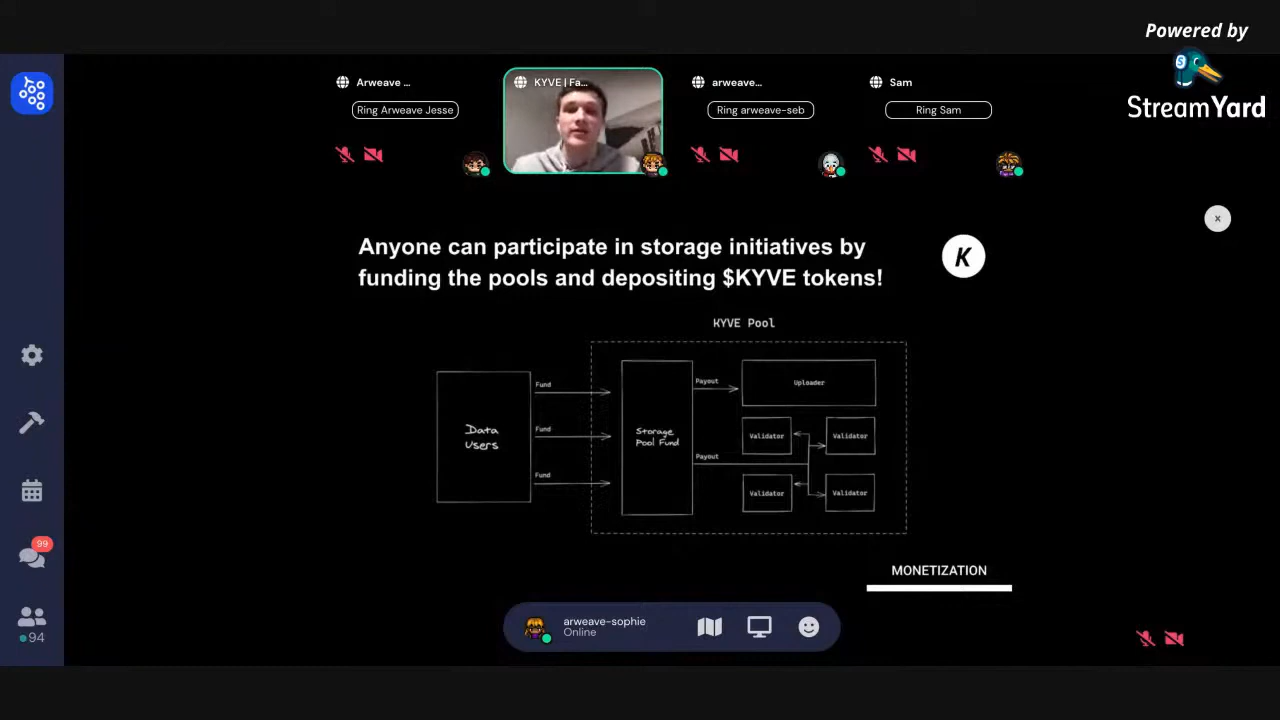 Powered by
StreamYard
Arweave ...
KYVE | Fa...
arweave...
Sam
Ring Arweave Jesse
Ring arweave-seb
Ring Sam
x
Anyone can participate in storage initiatives by
funding the pools and depositing $KYVE tokens!
K
KYVE Pool
Data
Users
Fund
Fund
Fund
Storage
Pool Fund
Payout
Payout
Uploader
Validator
Validator
Validator
Validator
MONETIZATION
99
94
arweave-sophie
Online